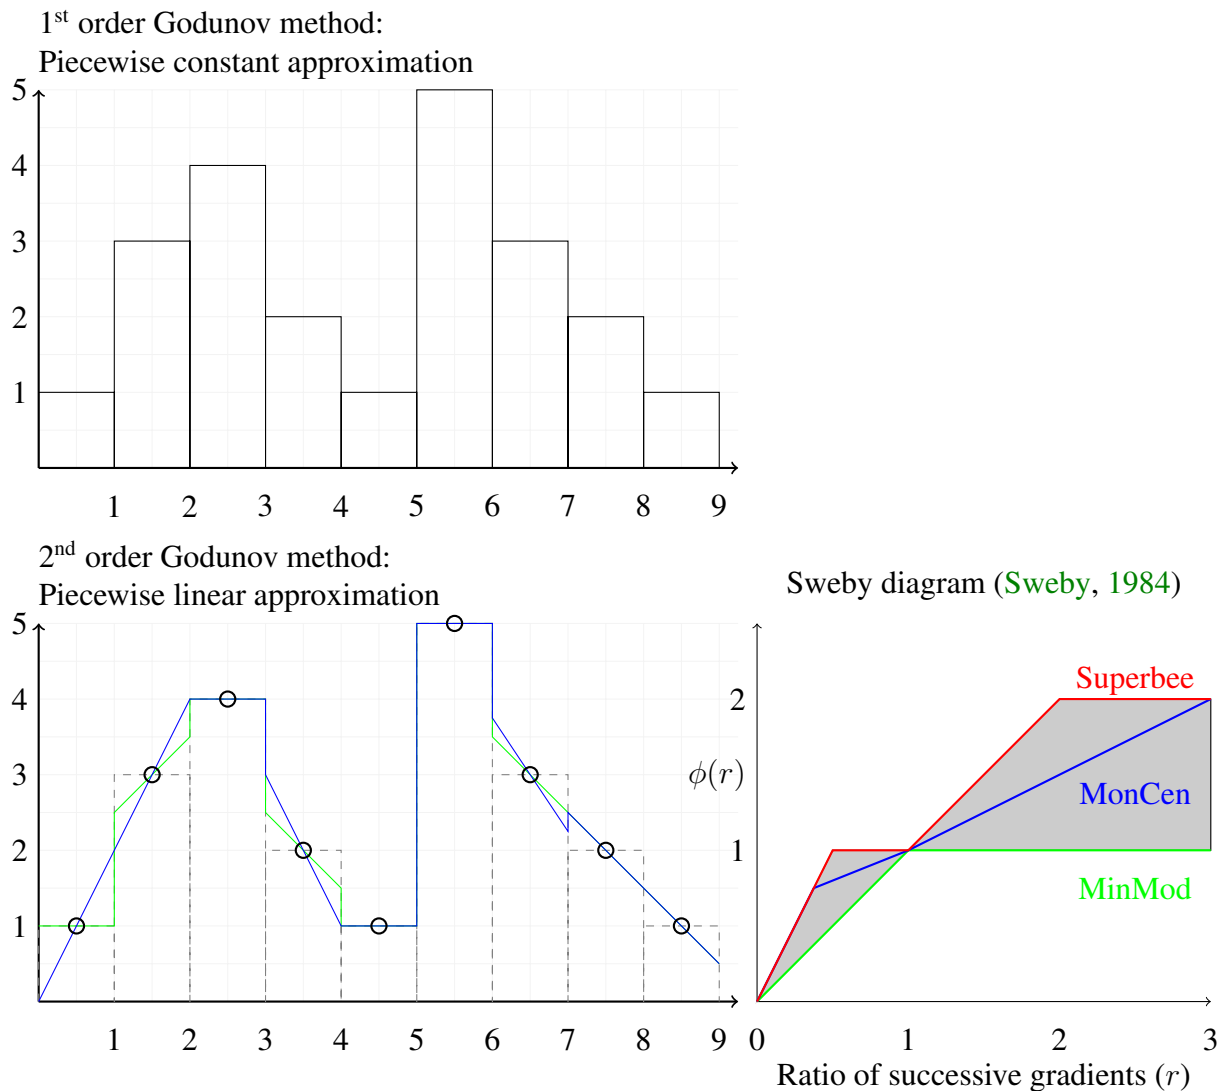 1st order Godunov method:
Piecewise constant approximation
5
4
3
2
1
1 2 3 4 5 6 7 8 9
2nd order Godunov method:
Piecewise linear approximation
5
4
3
2
1
1 2 3 4 5 6 7 8 9
Sweby diagram (Sweby, 1984)
Superbee
2
ϕ(r)
MonCen
1
MinMod
0 1 2 3
Ratio of successive gradients (r)